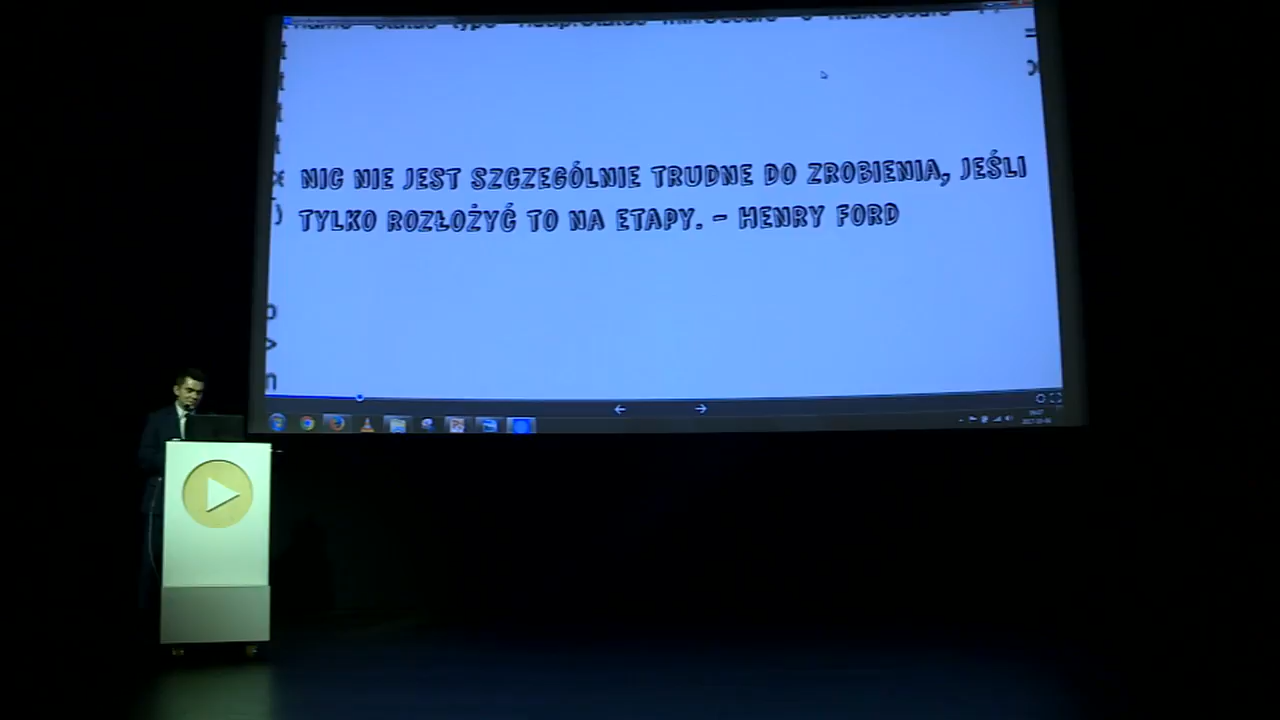 NIC NIE JEST SZCZEGÓLNIE TRUDNE DO ZROBIENIA, JEŚLI
TYLKO ROZŁOŻYĆ TO NA ETAPY. - HENRY FORD